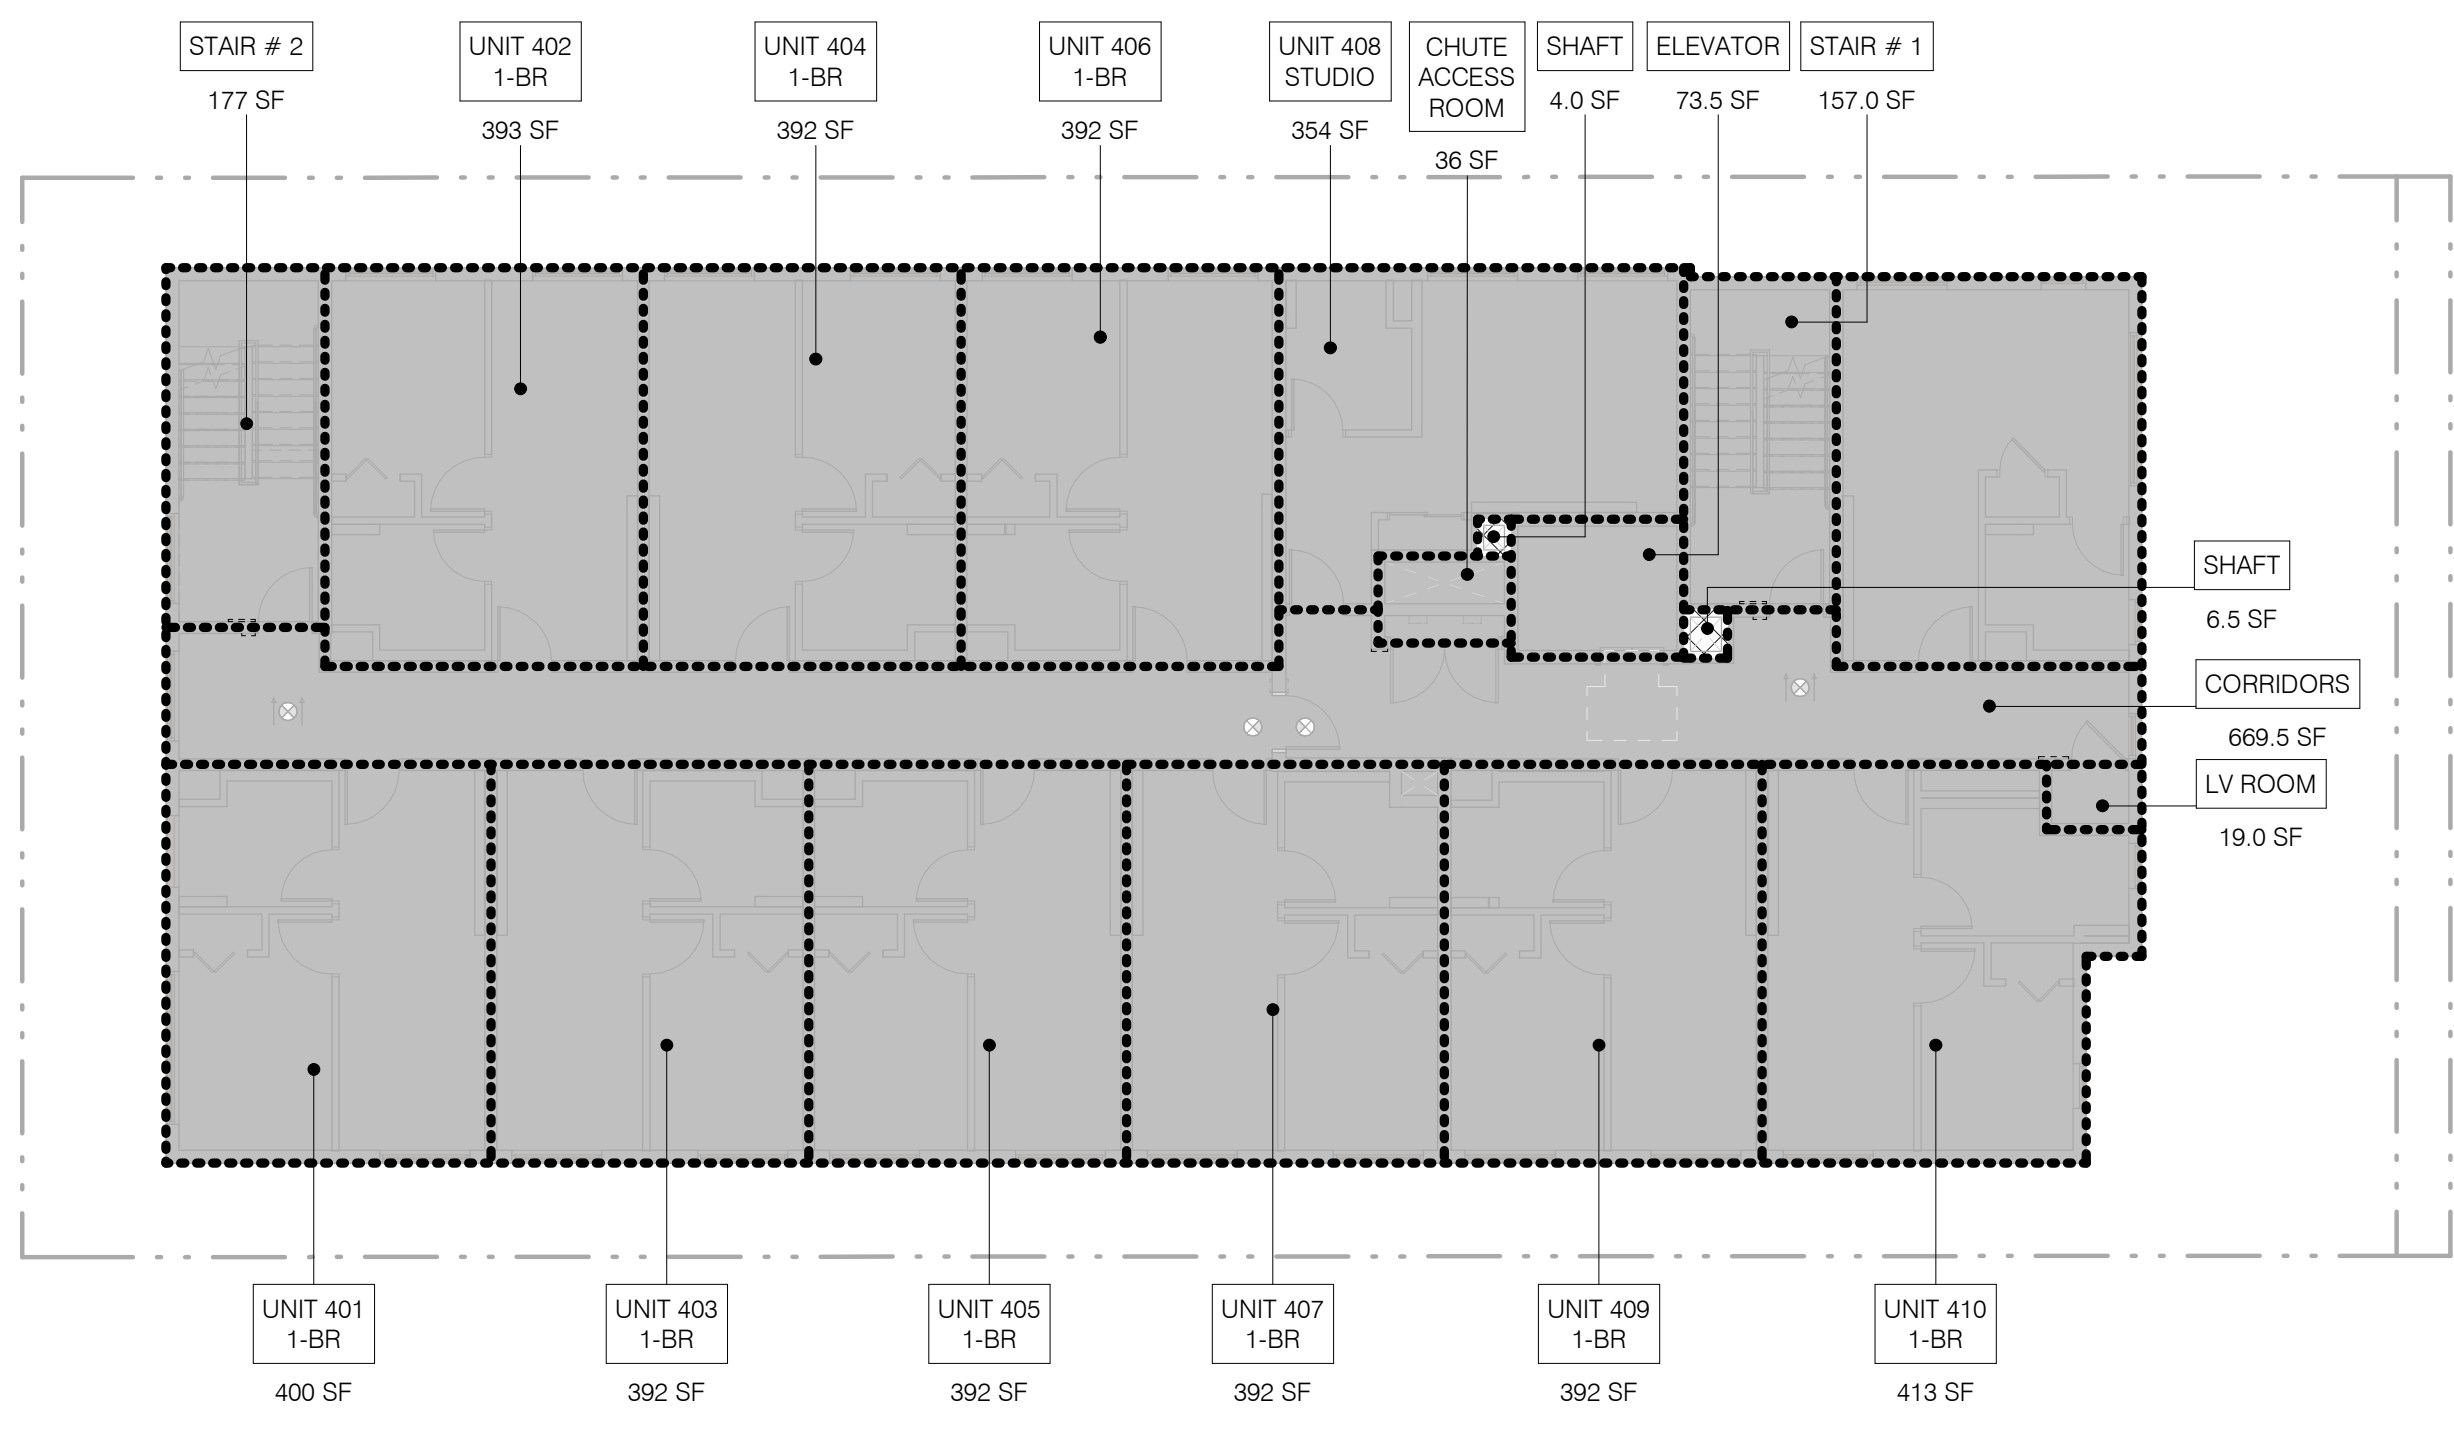 STAIR # 2
177 SF
UNIT 402
1-BR
393 SF
UNIT 404
1-BR
392 SF
UNIT 406
1-BR
392 SF
UNIT 408
STUDIO
354 SF
CHUTE
ACCESS
ROOM
36 SF
SHAFT
4.0 SF
ELEVATOR
73.5 SF
STAIR # 1
157.0 SF
SHAFT
6.5 SF
CORRIDORS
669.5 SF
LV ROOM
19.0 SF
UNIT 401
1-BR
400 SF
UNIT 403
1-BR
392 SF
UNIT 405
1-BR
392 SF
UNIT 407
1-BR
392 SF
UNIT 409
1-BR
392 SF
UNIT 410
1-BR
413 SF